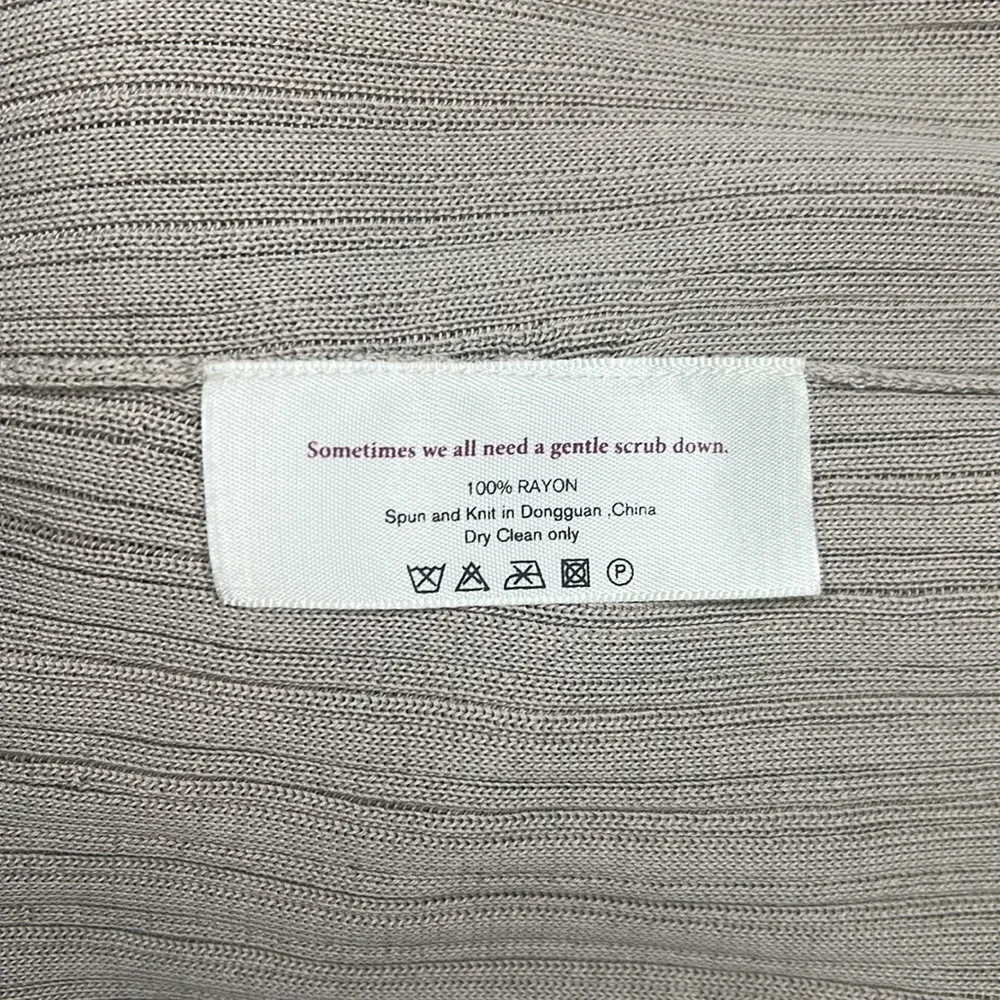 Sometimes we all need a gentle scrub down.
100% RAYON
Spun and Knit in Dongguan ,China
Dry Clean only
P